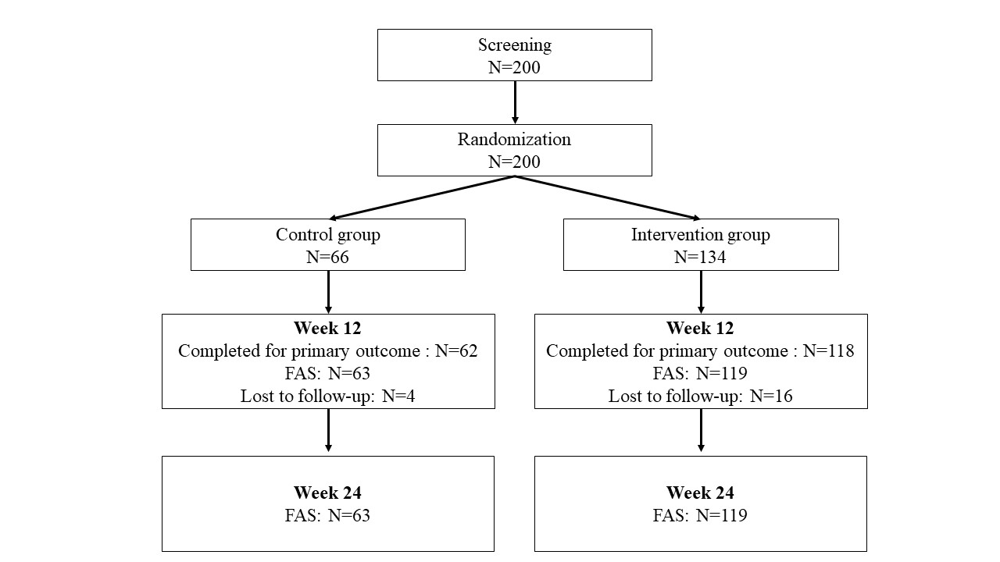 Screening
N=200
Randomization
N=200
Control group
N=66
Intervention group
N=134
Week 12
Completed for primary outcome : N=62
FAS: N=63
Lost to follow-up: N=4
Week 12
Completed for primary outcome : N=118
FAS: N=119
Lost to follow-up: N=16
Week 24
FAS: N=63
Week 24
FAS: N=119